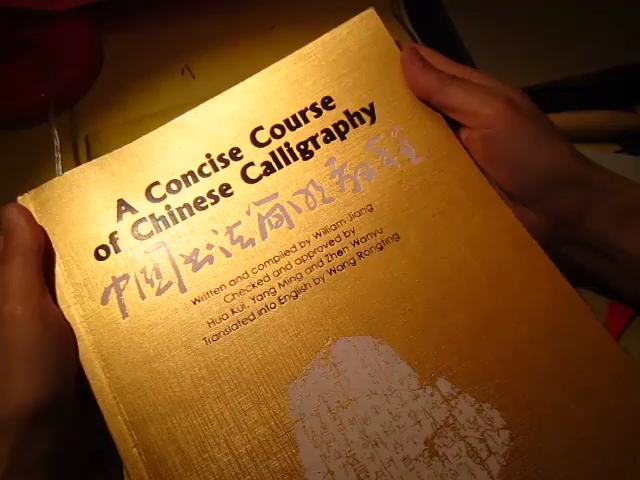 A Concise Course
of Chinese Calligraphy
中国书法简明教程
Written and compiled by William Jiang
Checked and approved by
Hua Kui, Yang Ming and Zhen Wanyu
Translated into English by Wang Rongting